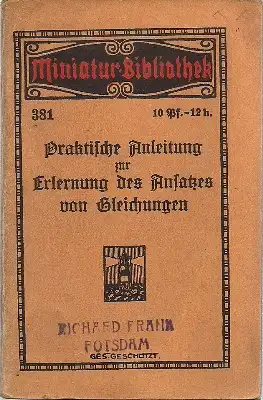 Miniatur-Bibliothek
331 10 Pf.-12 h.
Praktische Anleitung
zur
Erlernung des Ansatzes
von Gleichungen
RICHARD FRANK
POTSDAM
GES. GESCHÜTZT.